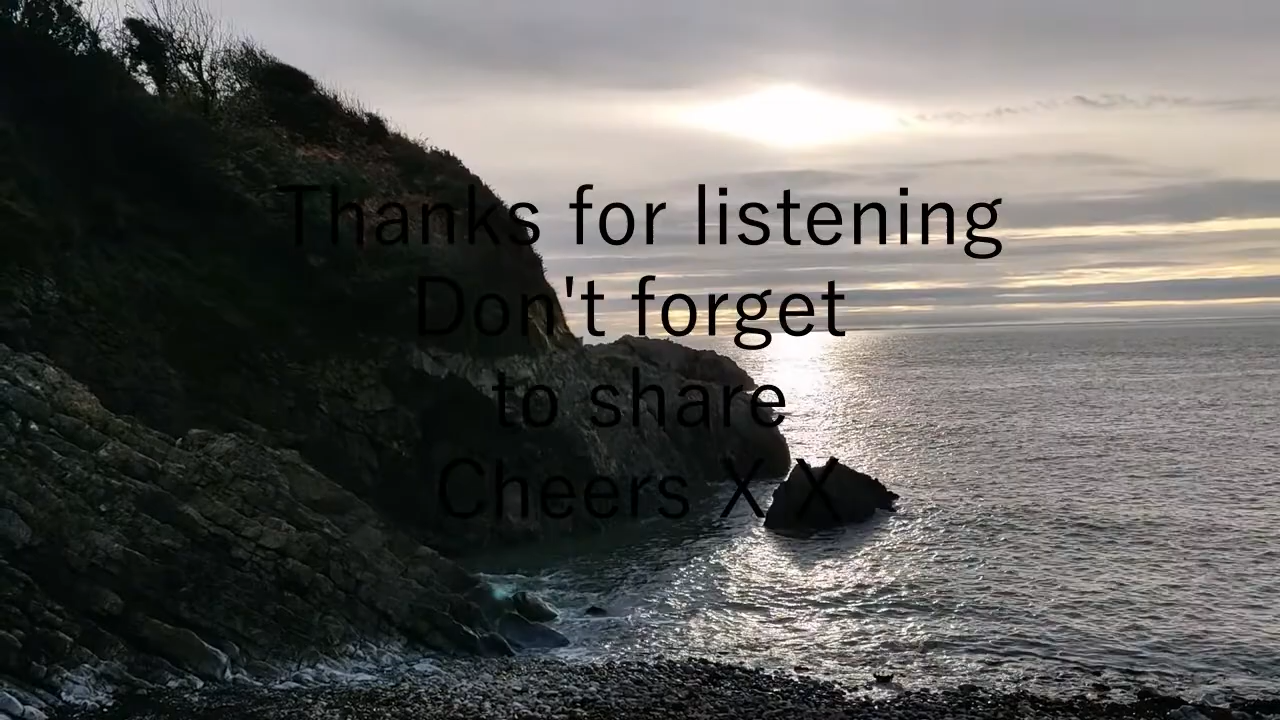 Thanks for listening
Don't forget
to share
Cheers X X